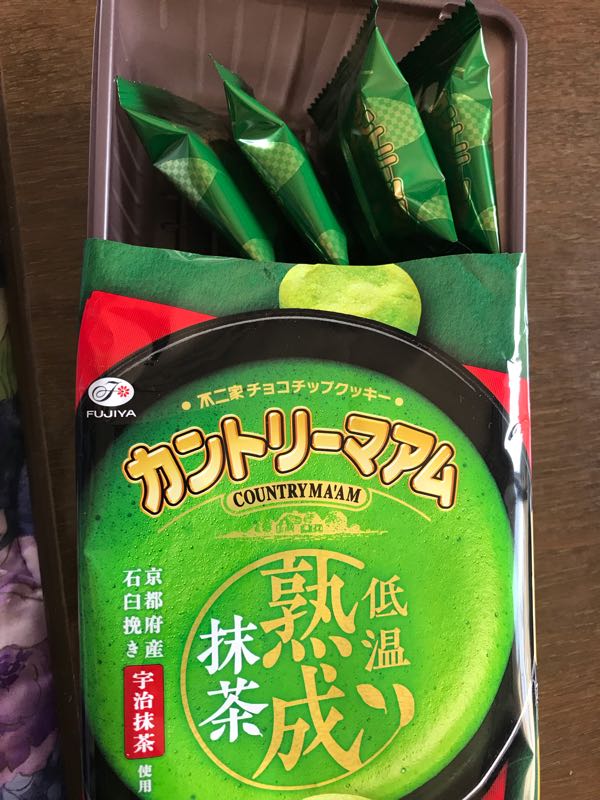 FUJIYA
不二家チョコチップクッキー
カントリーマアム
COUNTRY MA'AM
低温
熟成
抹茶
京都府産
石臼挽き
宇治抹茶
使用